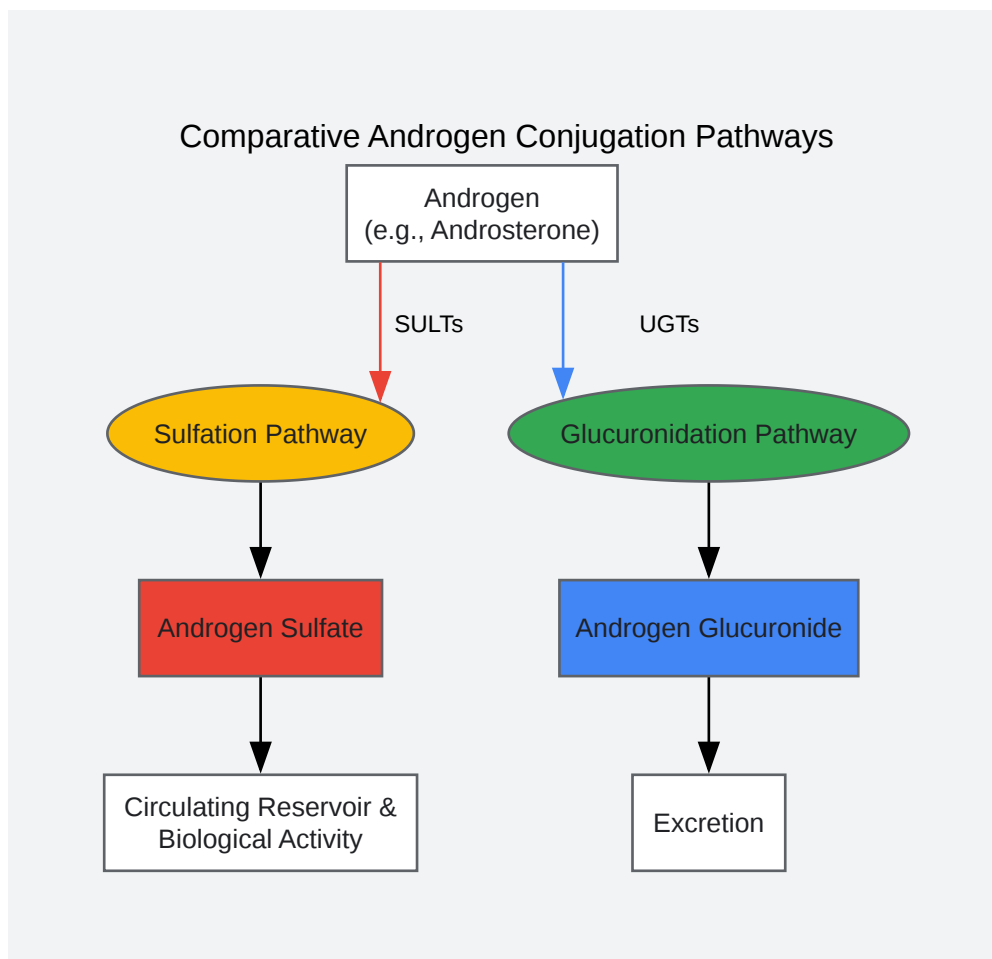 Comparative Androgen Conjugation Pathways
Androgen
(e.g., Androsterone)
SULTs
UGTs
Sulfation Pathway
Glucuronidation Pathway
Androgen Sulfate
Androgen Glucuronide
Circulating Reservoir &
Biological Activity
Excretion